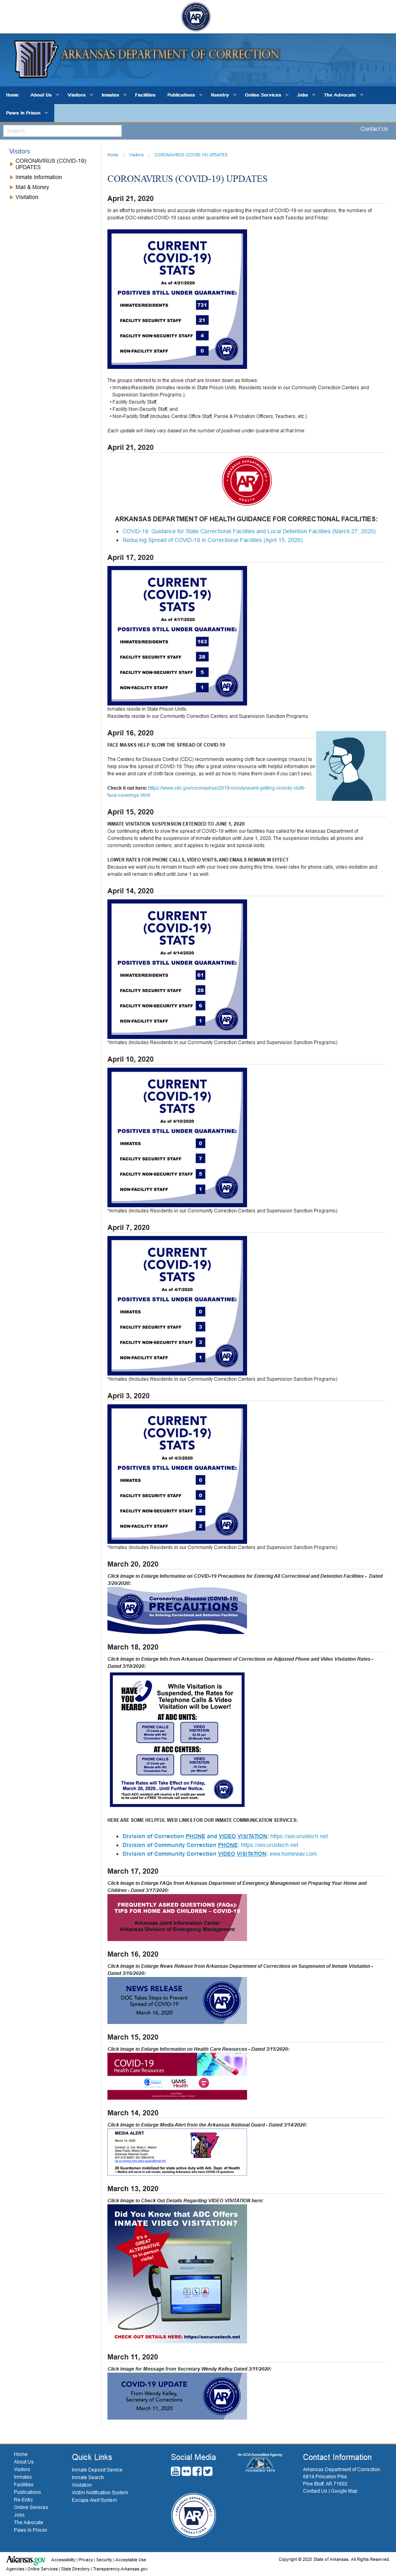 AR
ARKANSAS DEPARTMENT OF CORRECTION
Home
About Us
Visitors
Inmates
Facilities
Publications
Reentry
Online Services
Jobs
The Advocate
Paws in Prison
Search
Contact Us
Visitors
CORONAVIRUS (COVID-19)
UPDATES
Inmate Information
Mail & Money
Visitation
Home / Visitors / CORONAVIRUS (COVID-19) UPDATES
CORONAVIRUS (COVID-19) UPDATES
April 21, 2020
In an effort to provide timely and accurate information regarding the impact of COVID-19 on our operations, the numbers of
positive DOC-related COVID-19 cases under quarantine will be posted here each Tuesday and Friday:
CURRENT
(COVID-19)
STATS
As of 4/21/2020
POSITIVES STILL UNDER QUARANTINE:
INMATES/RESIDENTS 731
FACILITY SECURITY STAFF 21
FACILITY NON-SECURITY STAFF 4
NON-FACILITY STAFF 0
The groups referred to in the above chart are broken down as follows:
• Inmates/Residents (Inmates reside in State Prison Units. Residents reside in our Community Correction Centers and
Supervision Sanction Programs.);
• Facility Security Staff;
• Facility Non-Security Staff; and
• Non-Facility Staff (Includes Central Office Staff, Parole & Probation Officers, Teachers, etc.)
Each update will likely vary based on the number of positives under quarantine at that time.
April 21, 2020
ARKANSAS DEPARTMENT OF HEALTH
ARKANSAS DEPARTMENT OF HEALTH GUIDANCE FOR CORRECTIONAL FACILITIES:
COVID-19: Guidance for State Correctional Facilities and Local Detention Facilities (March 27, 2020)
Reducing Spread of COVID-19 in Correctional Facilities (April 15, 2020)
April 17, 2020
CURRENT
(COVID-19)
STATS
As of 4/17/2020
POSITIVES STILL UNDER QUARANTINE:
INMATES/RESIDENTS 163
FACILITY SECURITY STAFF 28
FACILITY NON-SECURITY STAFF 5
NON-FACILITY STAFF 1
Inmates reside in State Prison Units.
Residents reside in our Community Correction Centers and Supervision Sanction Programs.
April 16, 2020
FACE MASKS HELP SLOW THE SPREAD OF COVID-19
The Centers for Disease Control (CDC) recommends wearing cloth face coverings (masks) to
help slow the spread of COVID-19. They offer a great online resource with helpful information on
the wear and care of cloth face coverings, as well as how to make them (even if you can't sew).
Check it out here: https://www.cdc.gov/coronavirus/2019-ncov/prevent-getting-sick/diy-cloth-
face-coverings.html
April 15, 2020
INMATE VISITATION SUSPENSION EXTENDED TO JUNE 1, 2020
Our continuing efforts to slow the spread of COVID-19 within our facilities has called for the Arkansas Department of
Corrections to extend the suspension of inmate visitation until June 1, 2020. The suspension includes all prisons and
community correction centers, and it applies to regular and special visits.
LOWER RATES FOR PHONE CALLS, VIDEO VISITS, AND EMAILS REMAIN IN EFFECT
Because we want you to remain in touch with your loved one during this time, lower rates for phone calls, video visitation and
emails will remain in effect until June 1 as well.
April 14, 2020
CURRENT
(COVID-19)
STATS
As of 4/14/2020
POSITIVES STILL UNDER QUARANTINE:
INMATES/RESIDENTS 61
FACILITY SECURITY STAFF 26
FACILITY NON-SECURITY STAFF 6
NON-FACILITY STAFF 1
*Inmates (Includes Residents in our Community Correction Centers and Supervision Sanction Programs)
April 10, 2020
CURRENT
(COVID-19)
STATS
As of 4/10/2020
POSITIVES STILL UNDER QUARANTINE:
INMATES 0
FACILITY SECURITY STAFF 7
FACILITY NON-SECURITY STAFF 5
NON-FACILITY STAFF 1
*Inmates (Includes Residents in our Community Correction Centers and Supervision Sanction Programs)
April 7, 2020
CURRENT
(COVID-19)
STATS
As of 4/7/2020
POSITIVES STILL UNDER QUARANTINE:
INMATES 0
FACILITY SECURITY STAFF 3
FACILITY NON-SECURITY STAFF 3
NON-FACILITY STAFF 1
*Inmates (Includes Residents in our Community Correction Centers and Supervision Sanction Programs)
April 3, 2020
CURRENT
(COVID-19)
STATS
As of 4/3/2020
POSITIVES STILL UNDER QUARANTINE:
INMATES 0
FACILITY SECURITY STAFF 0
FACILITY NON-SECURITY STAFF 2
NON-FACILITY STAFF 2
*Inmates (Includes Residents in our Community Correction Centers and Supervision Sanction Programs)
March 20, 2020
Click Image to Enlarge Information on COVID-19 Precautions for Entering All Correctional and Detention Facilities - Dated
3/20/2020:
Coronavirus Disease (COVID-19)
PRECAUTIONS
for Entering Correctional and Detention Facilities
March 18, 2020
Click Image to Enlarge Info from Arkansas Department of Corrections on Adjusted Phone and Video Visitation Rates -
Dated 3/18/2020:
HAVE YOU HEARD?
While Visitation is
Suspended, the Rates for
Telephone Calls & Video
Visitation will be Lower!
AT ADC UNITS:
PHONE CALLS
VIDEO
VISITATION
AT ACC CENTERS:
PHONE CALLS
VIDEO
VISITATION
These Rates Take Effect on Friday,
March 20, 2020...Until Further Notice.
HERE ARE SOME HELPFUL WEB LINKS FOR OUR INMATE COMMUNICATION SERVICES:
Division of Correction PHONE and VIDEO VISITATION: https://securustech.net
Division of Community Correction PHONE: https://securustech.net
Division of Community Correction VIDEO VISITATION: www.homewav.com
March 17, 2020
Click Image to Enlarge FAQs from Arkansas Department of Emergency Management on Preparing Your Home and
Children - Dated 3/17/2020:
FREQUENTLY ASKED QUESTIONS (FAQs):
TIPS FOR HOME AND CHILDREN – COVID-19
Arkansas Joint Information Center
Arkansas Division of Emergency Management
March 16, 2020
Click Image to Enlarge News Release from Arkansas Department of Corrections on Suspension of Inmate Visitation -
Dated 3/16/2020:
NEWS RELEASE
DOC Takes Steps to Prevent
Spread of COVID-19
March 16, 2020
March 15, 2020
Click Image to Enlarge Information on Health Care Resources - Dated 3/15/2020:
COVID-19
Health Care Resources
UAMS
Health
March 14, 2020
Click Image to Enlarge Media Alert from the Arkansas National Guard - Dated 3/14/2020:
MEDIA ALERT
March 14, 2020
March 13, 2020
Click Image to Check Out Details Regarding VIDEO VISITATION here:
Did You Know that ADC Offers
INMATE VIDEO VISITATION?
It's a
GREAT
ALTERNATIVE
to in-person
visits!
CHECK OUT DETAILS HERE: https://securustech.net
March 11, 2020
Click Image for Message from Secretary Wendy Kelley Dated 3/11/2020:
COVID-19 UPDATE
From Wendy Kelley,
Secretary of Corrections
March 11, 2020
Home
About Us
Visitors
Inmates
Facilities
Publications
Re-Entry
Online Services
Jobs
The Advocate
Paws In Prison
Quick Links
Inmate Deposit Service
Inmate Search
Visitation
Victim Notification System
Escape Alert System
Social Media
An ACA Accredited Agency
Contact Information
Arkansas Department of Correction
6814 Princeton Pike
Pine Bluff, AR 71602
Contact Us | Google Map
Arkansas.gov
Accessibility | Privacy | Security | Acceptable Use
Copyright © 2020 State of Arkansas. All Rights Reserved.
Agencies | Online Services | State Directory | Transparency.Arkansas.gov